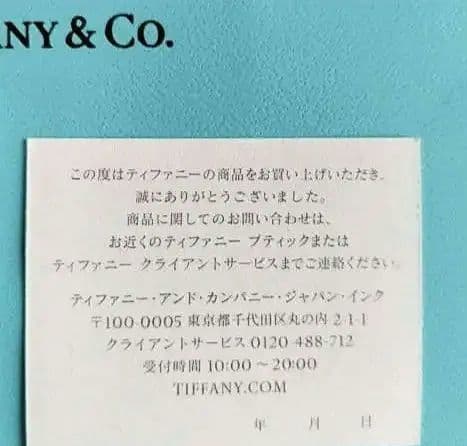 ANY & CO.
この度はティファニーの商品をお買い上げいただき、
誠にありがとうございました。
商品に関してのお問い合わせは、
お近くのティファニー ブティックまたは
ティファニー クライアントサービスまでご連絡ください。
ティファニー・アンド・カンパニー・ジャパン・インク
〒100-0005 東京都千代田区丸の内 2-1-1
クライアントサービス 0120-488-712
受付時間 10:00〜20:00
TIFFANY.COM
年 月 日